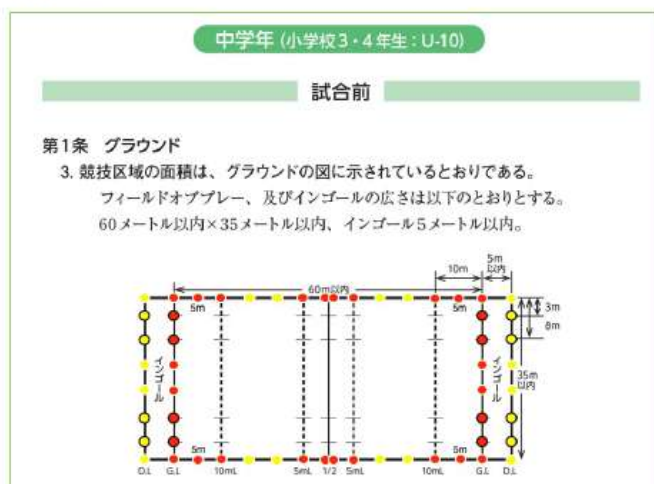 中学年 (小学校3・4年生：U-10)
試合前
第1条 グラウンド
3. 競技区域の面積は、グラウンドの図に示されているとおりである。
フィールドオブプレー、及びインゴールの広さは以下のとおりとする。
60メートル以内×35メートル以内、インゴール5メートル以内。
60m以内
10m
5m
以内
5m
5m
3m
8m
インゴール
インゴール
35m
以内
5m
5m
D.L
G.L
10mL
5mL
1/2
5mL
10mL
G.L
D.L